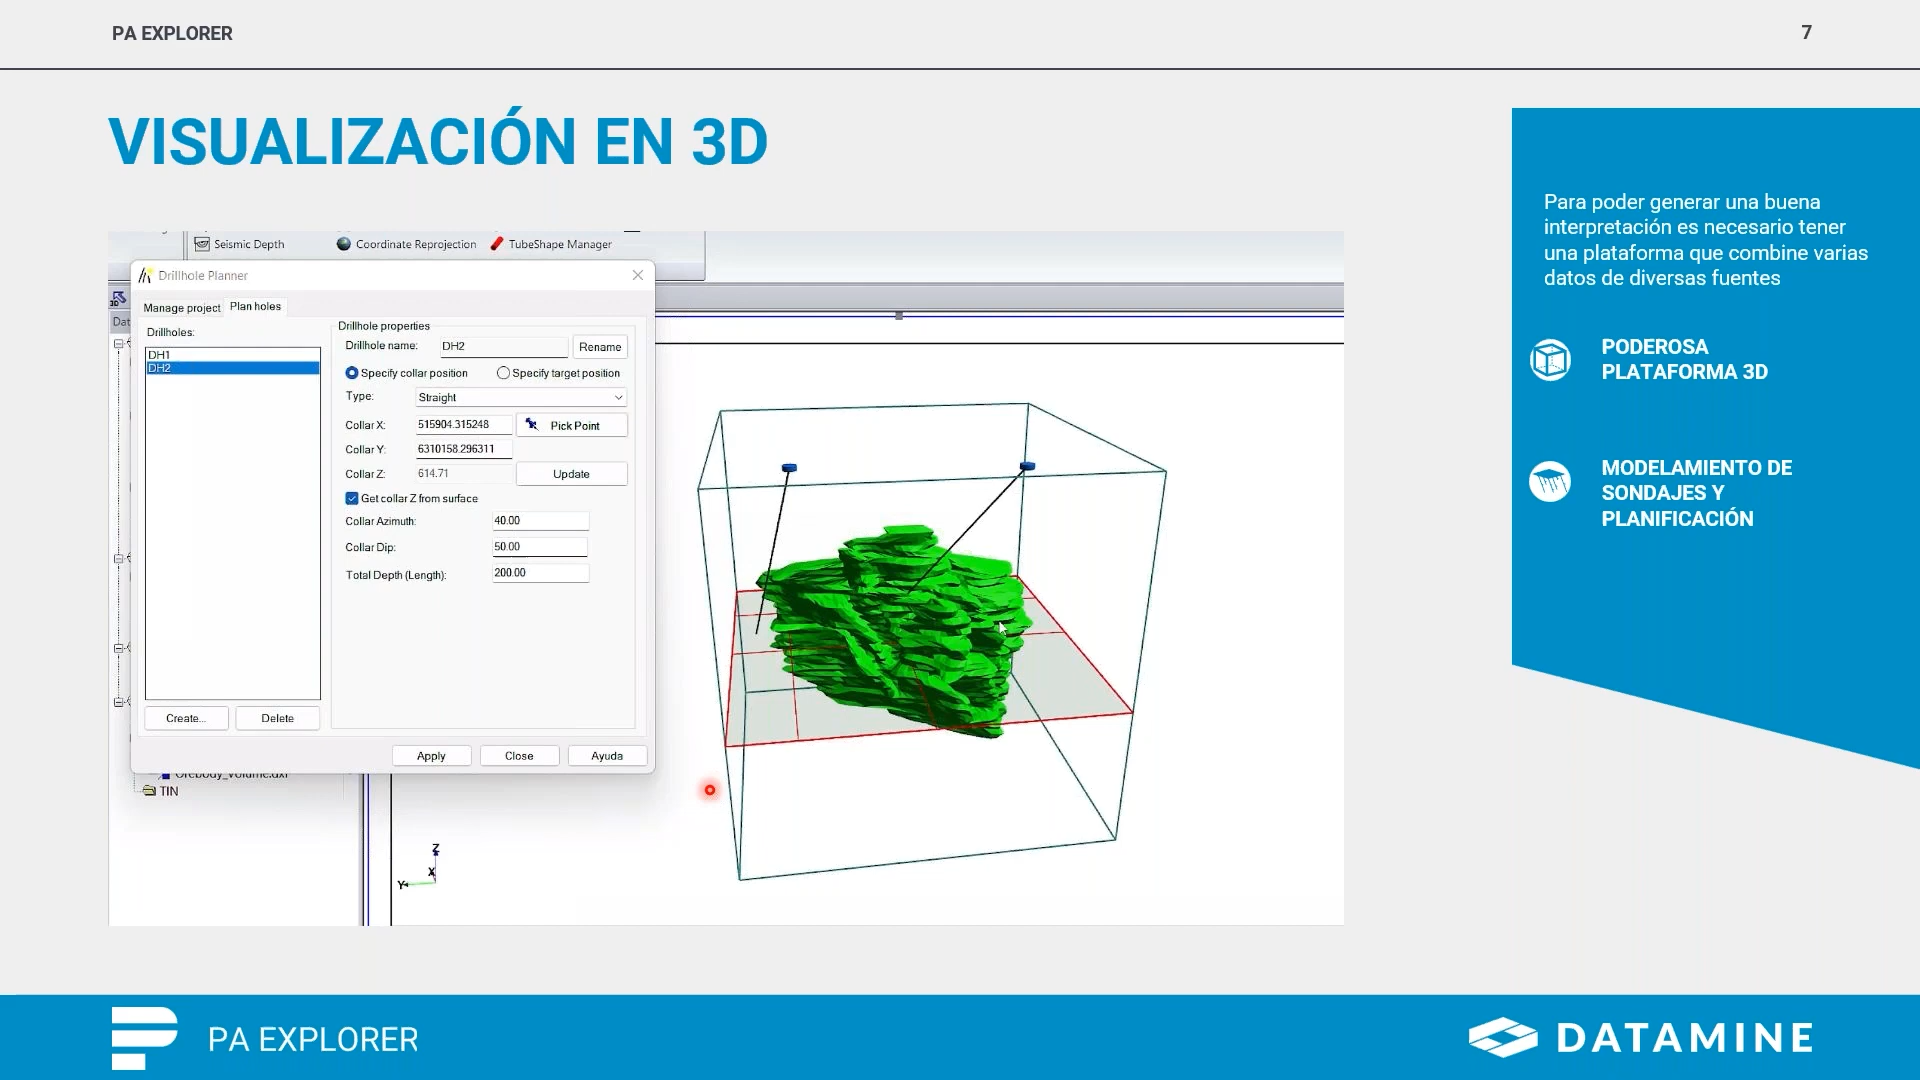 PA EXPLORER
7
VISUALIZACIÓN EN 3D
Seismic Depth
Coordinate Reprojection
TubeShape Manager
Drillhole Planner
Manage project
Plan holes
Drillholes:
DH1
DH2
Drillhole properties
Drillhole name:
DH2
Rename
Specify collar position
Specify target position
Type:
Straight
Collar X:
515904.315248
Pick Point
Collar Y:
6310158.296311
Collar Z:
614.71
Update
Get collar Z from surface
Collar Azimuth:
40.00
Collar Dip:
50.00
Total Depth (Length):
200.00
Create...
Delete
Apply
Close
Ayuda
Orebody_volume.dxf
TIN
Z
X
Y
Para poder generar una buena
interpretación es necesario tener
una plataforma que combine varias
datos de diversas fuentes
PODEROSA
PLATAFORMA 3D
MODELAMIENTO DE
SONDAJES Y
PLANIFICACIÓN
PA EXPLORER
DATAMINE